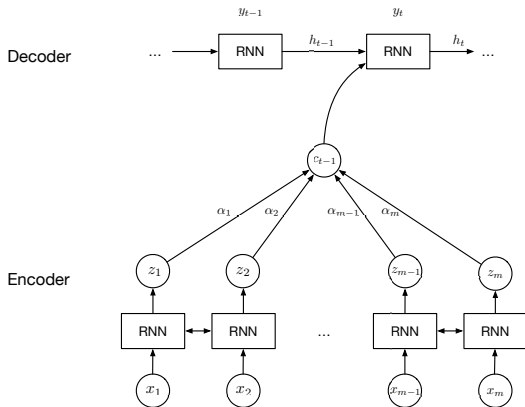 y_{t-1} y_t
Decoder ... RNN h_{t-1} RNN h_t ...
c_{t-1}
α_1 α_2 α_{m-1} α_m
Encoder z_1 z_2 z_{m-1} z_m
RNN RNN ... RNN RNN
x_1 x_2 x_{m-1} x_m